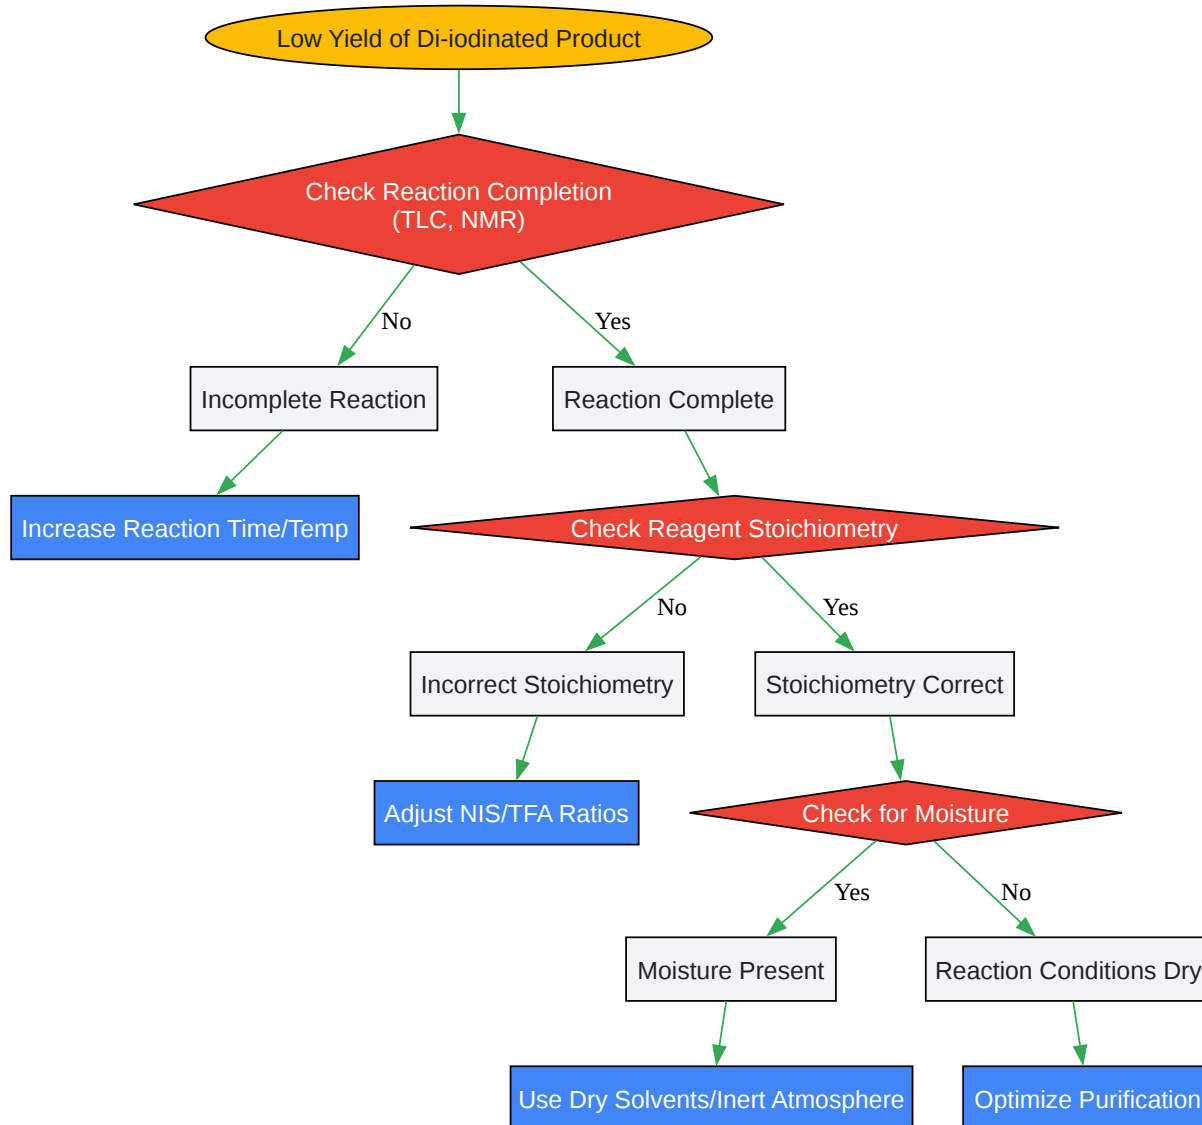 Low Yield of Di-iodinated Product
Check Reaction Completion
(TLC, NMR)
No
Yes
Incomplete Reaction
Reaction Complete
Increase Reaction Time/Temp
Check Reagent Stoichiometry
No
Yes
Incorrect Stoichiometry
Stoichiometry Correct
Adjust NIS/TFA Ratios
Check for Moisture
Yes
No
Moisture Present
Reaction Conditions Dry
Use Dry Solvents/Inert Atmosphere
Optimize Purification